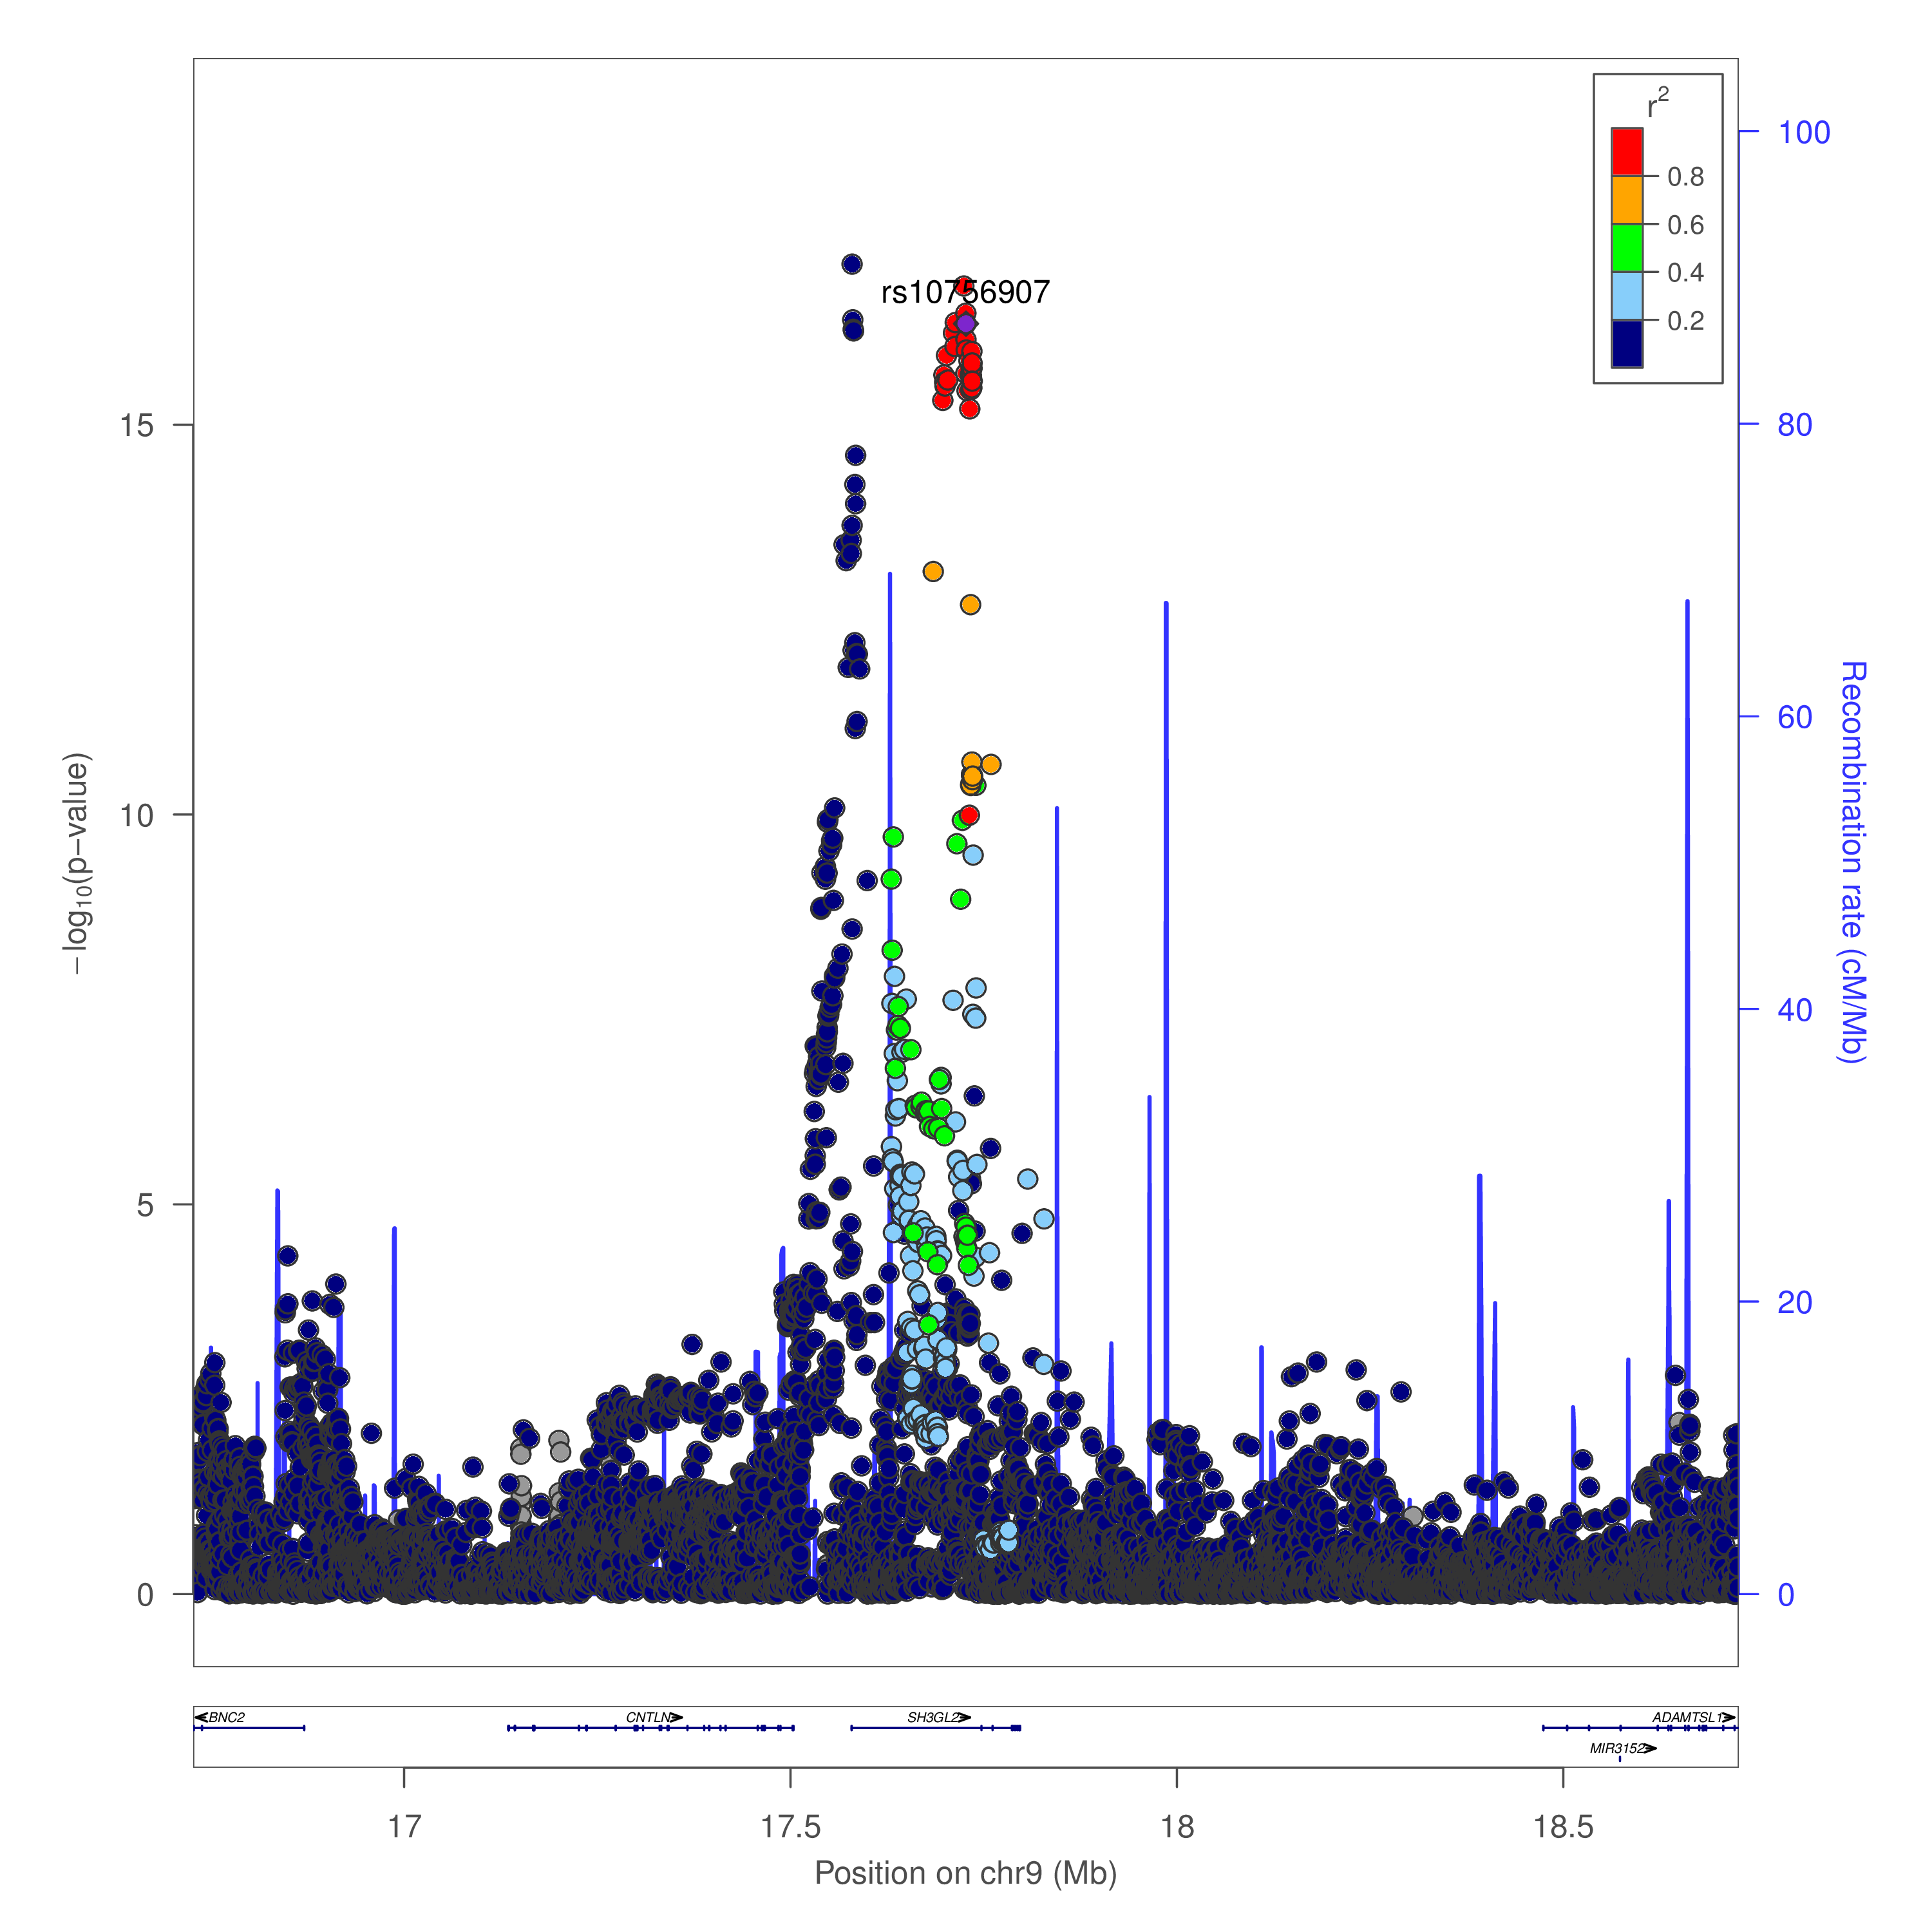 r2
100
0.8
0.6
0.4
0.2
rs10756907
15
80
60
10
−log10(p−value)
Recombination rate (cM/Mb)
40
5
20
0
0
BNC2
CNTLN
SH3GL2
ADAMTSL1
MIR3152
17
17.5
18
18.5
Position on chr9 (Mb)